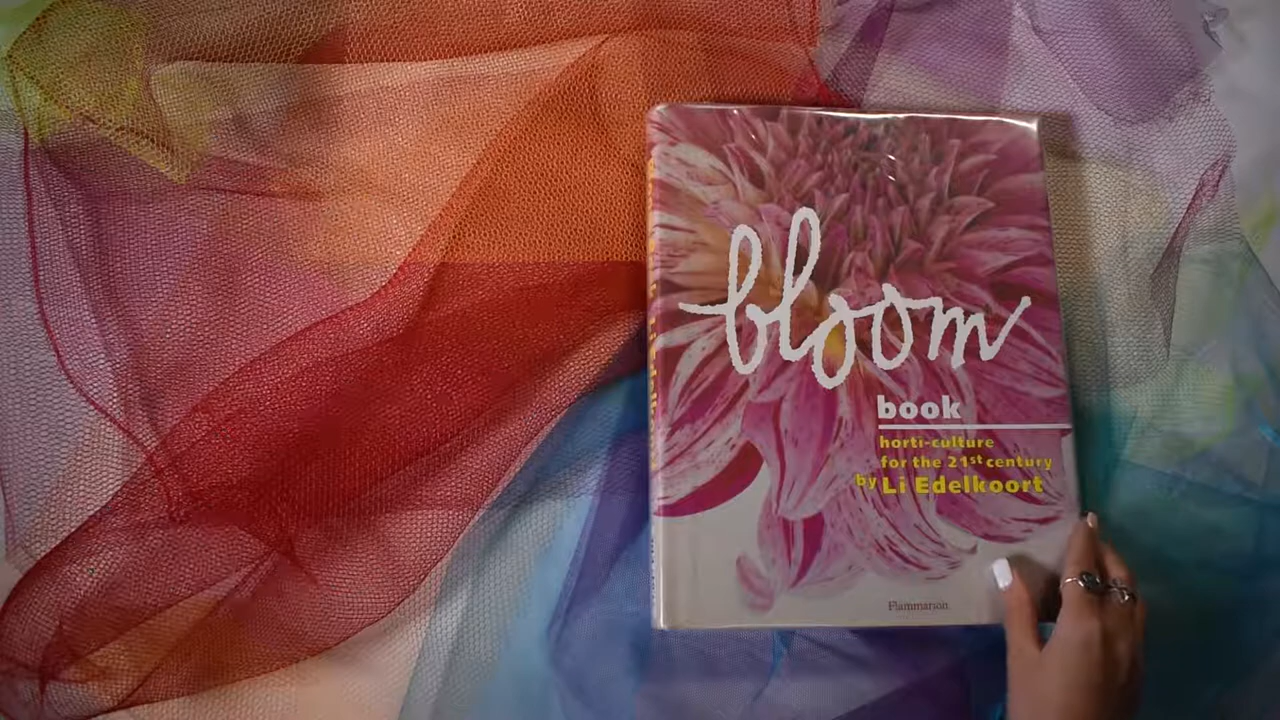 bloom
book
horti-culture
for the 21st century
by Li Edelkoort
Flammarion